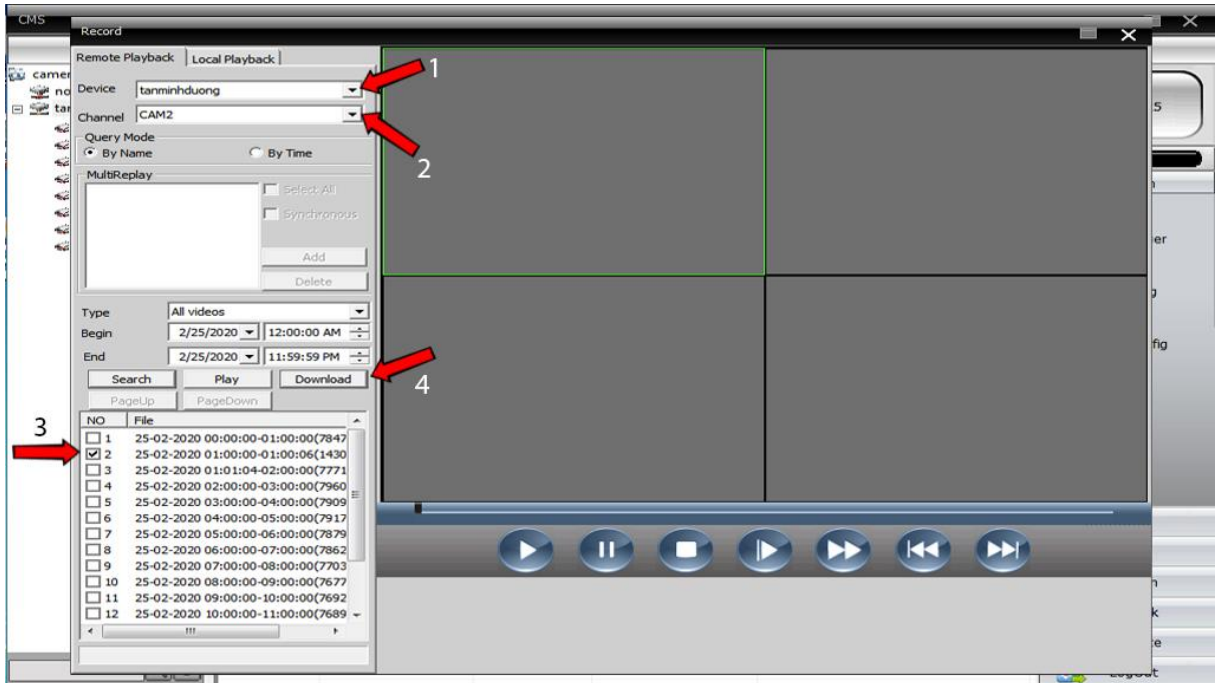 CMS
Record
Remote Playback Local Playback
1
Device tanminhduong
Channel CAM2
2
Query Mode
By Name By Time
MultiReplay
Select All
Synchronous
Add
Delete
Type All videos
Begin 2/25/2020 12:00:00 AM
End 2/25/2020 11:59:59 PM
Search Play Download
4
PageUp PageDown
NO File
3
1 25-02-2020 00:00:00-01:00:00(7847
2 25-02-2020 01:00:00-01:00:06(1430
3 25-02-2020 01:01:04-02:00:00(7771
4 25-02-2020 02:00:00-03:00:00(7960
5 25-02-2020 03:00:00-04:00:00(7909
6 25-02-2020 04:00:00-05:00:00(7917
7 25-02-2020 05:00:00-06:00:00(7879
8 25-02-2020 06:00:00-07:00:00(7862
9 25-02-2020 07:00:00-08:00:00(7703
10 25-02-2020 08:00:00-09:00:00(7677
11 25-02-2020 09:00:00-10:00:00(7692
12 25-02-2020 10:00:00-11:00:00(7689